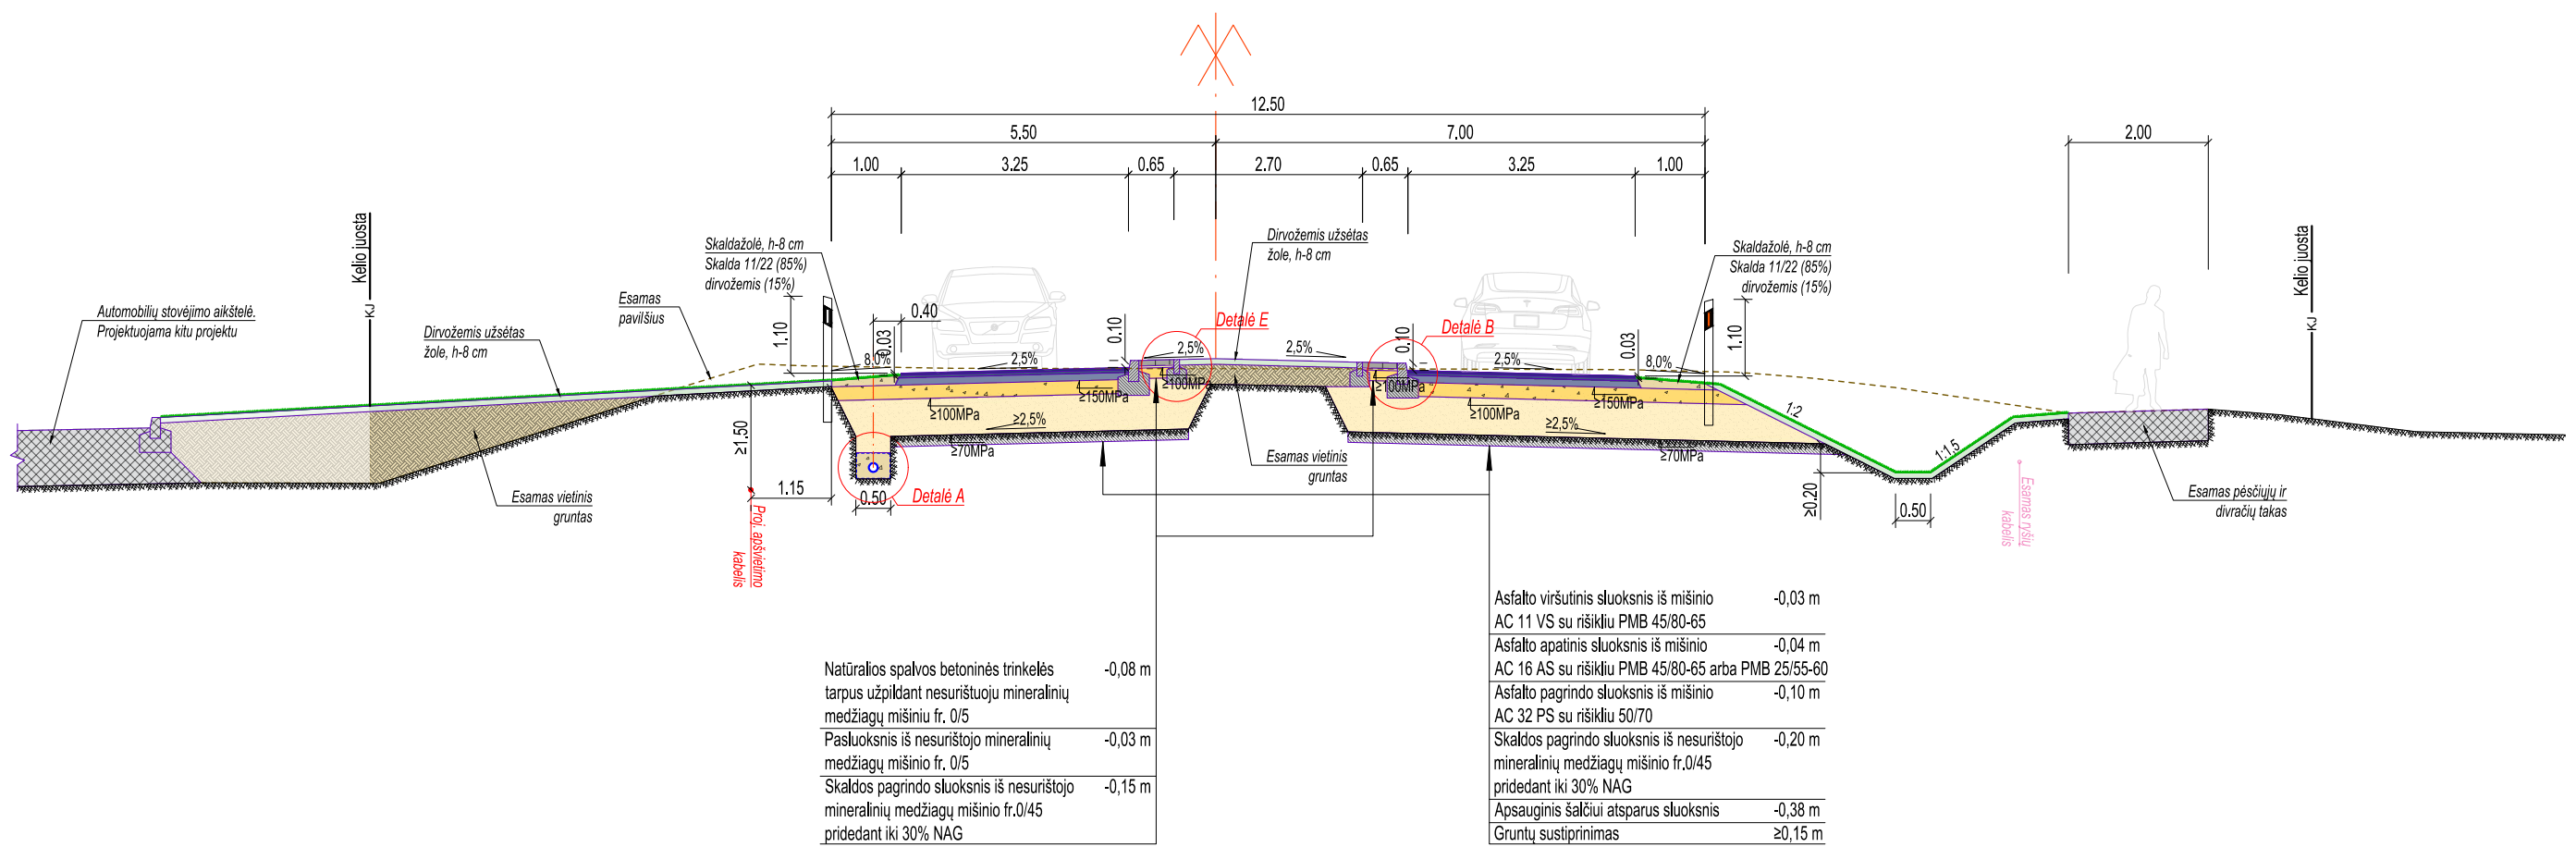 12.50
5.50
7.00
2.00
1.00
3.25
0.65
2.70
0.65
3.25
1.00
Kelio juosta
KJ
Skaldažolė, h-8 cm
Skalda 11/22 (85%)
dirvožemis (15%)
Dirvožemis užsėtas
žole, h-8 cm
Skaldažolė, h-8 cm
Skalda 11/22 (85%)
dirvožemis (15%)
Kelio juosta
KJ
Automobilių stovėjimo aikštelė.
Projektuojama kitu projektu
Dirvožemis užsėtas
žole, h-8 cm
Esamas
paviršius
1.10
0.40
0.03
8.0%
2,5%
0.10
2,5%
Detalė E
2,5%
0.10
Detalė B
2,5%
0.03
8,0%
1.10
≥100MPa
≥150MPa
≥100MPa
≥100MPa
≥100MPa
≥150MPa
≥2,5%
≥2,5%
≥70MPa
≥70MPa
1:2
1:1,5
≥1.50
1.15
0.50
Detalė A
Esamas vietinis
gruntas
Esamas vietinis
gruntas
≥0.20
0.50
Proj. apšvietimo
kabelis
Esamas ryšių
kabelis
Esamas pėsčiųjų ir
dviračių takas
Natūralios spalvos betoninės trinkelės -0,08 m
tarpus užpildant nesurištuoju mineralinių
medžiagų mišiniu fr. 0/5
Pasluoksnis iš nesurištojo mineralinių -0,03 m
medžiagų mišinio fr. 0/5
Skaldos pagrindo sluoksnis iš nesurištojo -0,15 m
mineralinių medžiagų mišinio fr.0/45
pridedant iki 30% NAG
Asfalto viršutinis sluoksnis iš mišinio -0,03 m
AC 11 VS su rišikliu PMB 45/80-65
Asfalto apatinis sluoksnis iš mišinio -0,04 m
AC 16 AS su rišikliu PMB 45/80-65 arba PMB 25/55-60
Asfalto pagrindo sluoksnis iš mišinio -0,10 m
AC 32 PS su rišikliu 50/70
Skaldos pagrindo sluoksnis iš nesurištojo -0,20 m
mineralinių medžiagų mišinio fr.0/45
pridedant iki 30% NAG
Apsauginis šalčiui atsparus sluoksnis -0,38 m
Gruntų sustiprinimas ≥0,15 m